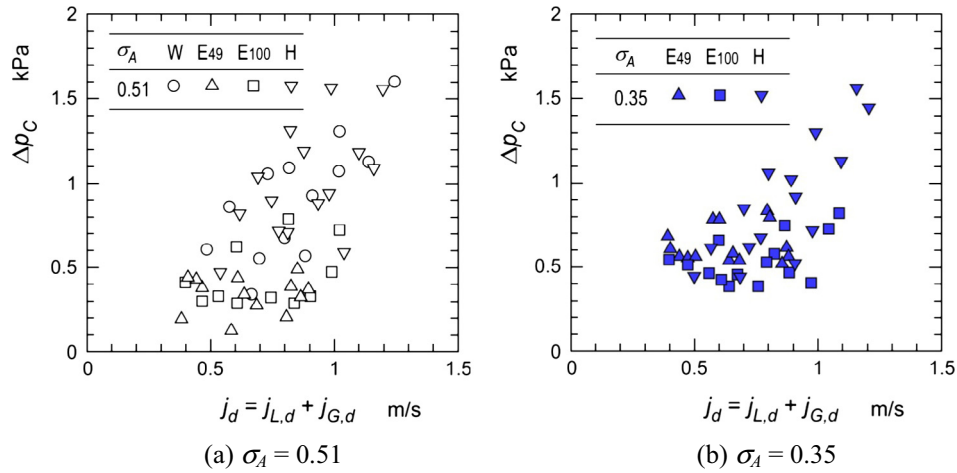 2
kPa
σA W E49 E100 H
0.51
1.5
ΔpC
1
0.5
0
0 0.5 1 1.5
jd = jL,d + jG,d m/s
(a) σA = 0.51
2
kPa
σA E49 E100 H
0.35
1.5
ΔpC
1
0.5
0
0 0.5 1 1.5
jd = jL,d + jG,d m/s
(b) σA = 0.35